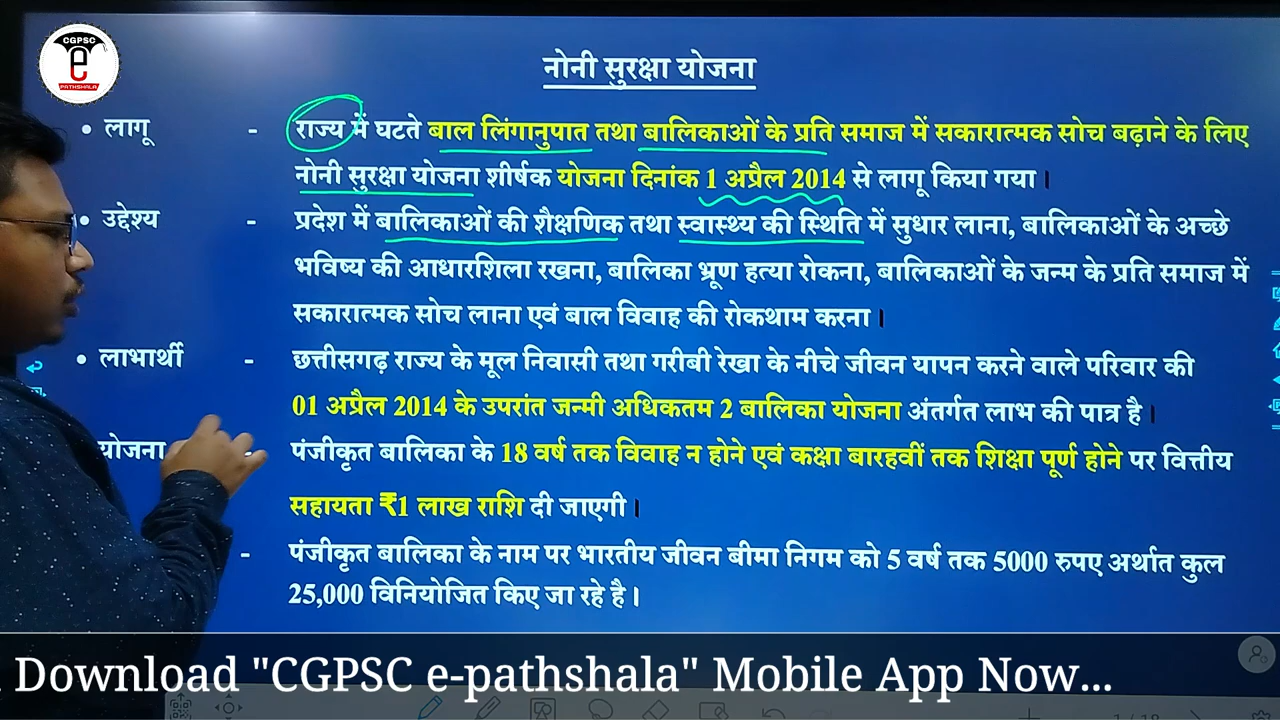 CGPSC
e
PATHSHALA
नोनी सुरक्षा योजना
• लागू - राज्य में घटते बाल लिंगानुपात तथा बालिकाओं के प्रति समाज में सकारात्मक सोच बढ़ाने के लिए
नोनी सुरक्षा योजना शीर्षक योजना दिनांक 1 अप्रैल 2014 से लागू किया गया।
• उद्देश्य - प्रदेश में बालिकाओं की शैक्षणिक तथा स्वास्थ्य की स्थिति में सुधार लाना, बालिकाओं के अच्छे
भविष्य की आधारशिला रखना, बालिका भ्रूण हत्या रोकना, बालिकाओं के जन्म के प्रति समाज में
सकारात्मक सोच लाना एवं बाल विवाह की रोकथाम करना।
• लाभार्थी - छत्तीसगढ़ राज्य के मूल निवासी तथा गरीबी रेखा के नीचे जीवन यापन करने वाले परिवार की
01 अप्रैल 2014 के उपरांत जन्मी अधिकतम 2 बालिका योजना अंतर्गत लाभ की पात्र है।
योजना - पंजीकृत बालिका के 18 वर्ष तक विवाह न होने एवं कक्षा बारहवीं तक शिक्षा पूर्ण होने पर वित्तीय
सहायता ₹1 लाख राशि दी जाएगी।
- पंजीकृत बालिका के नाम पर भारतीय जीवन बीमा निगम को 5 वर्ष तक 5000 रुपए अर्थात कुल
25,000 विनियोजित किए जा रहे है।
Download "CGPSC e-pathshala" Mobile App Now...